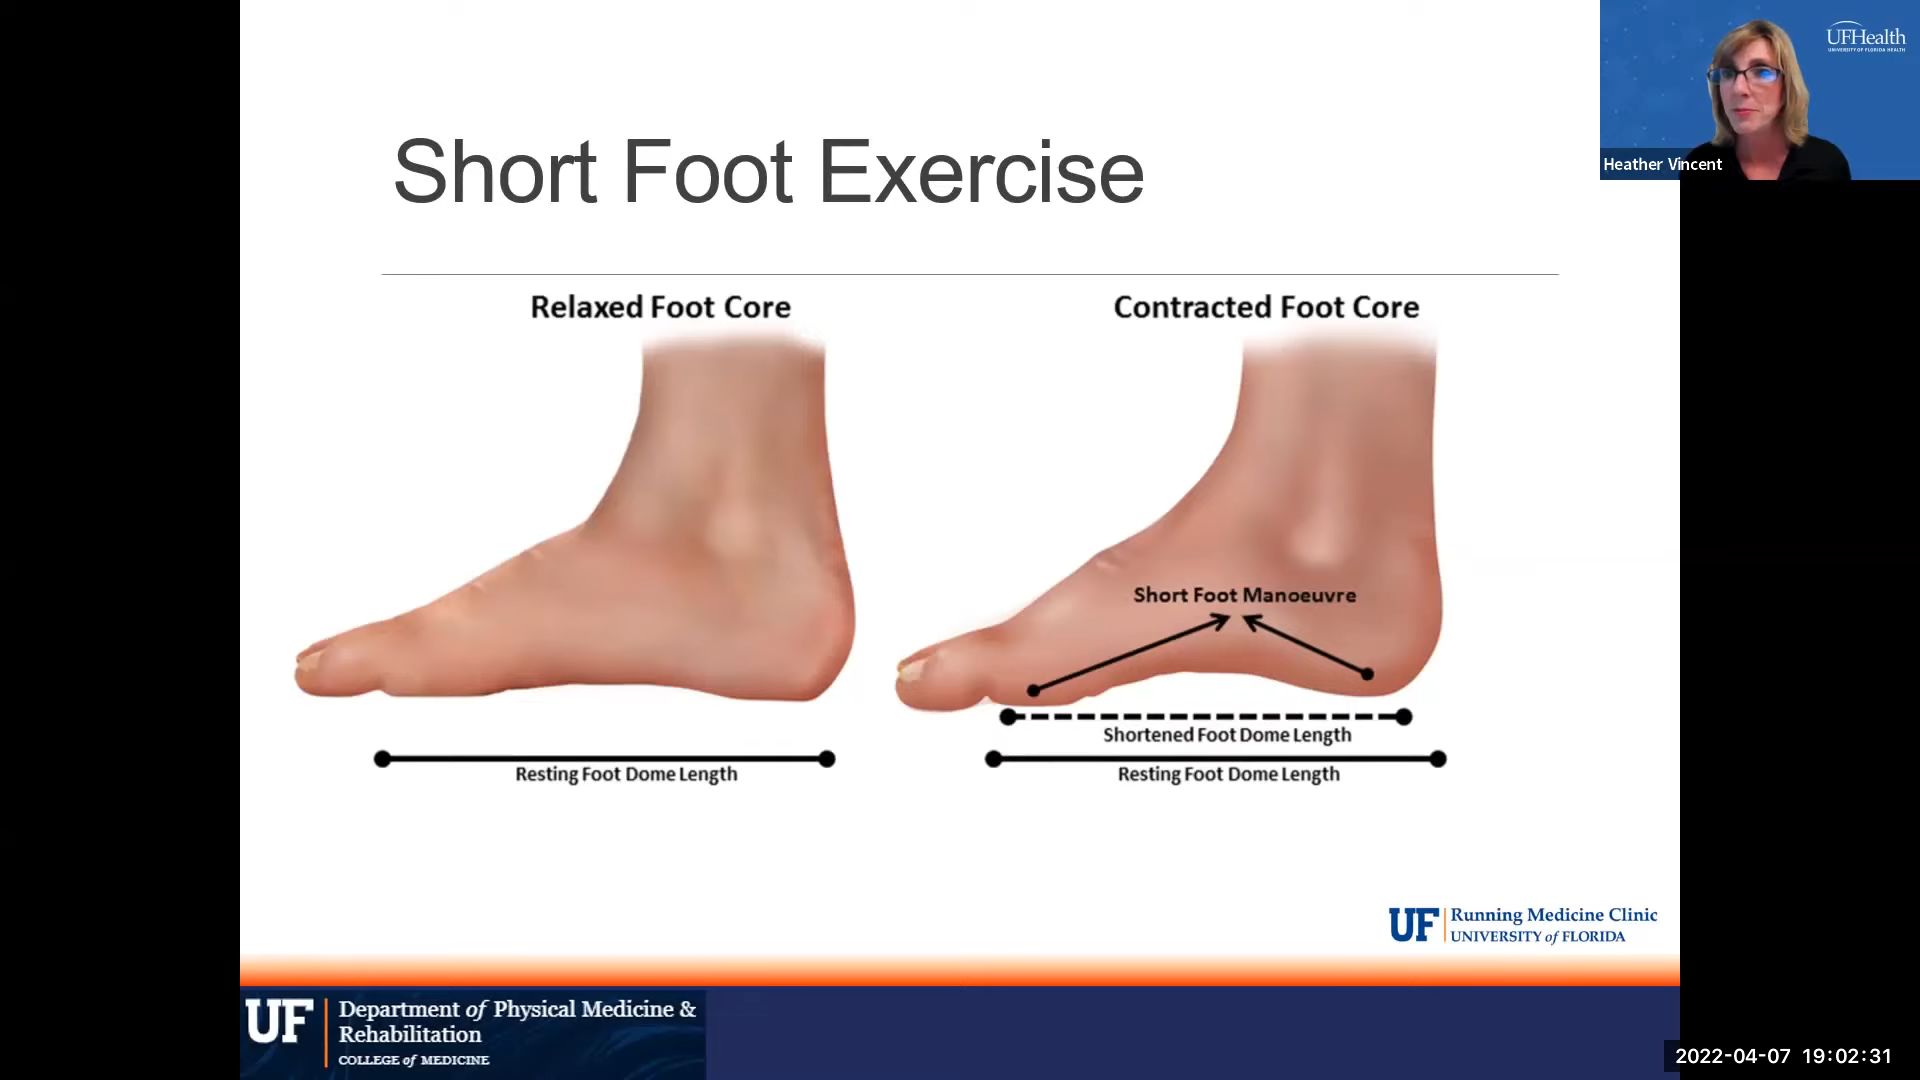 UFHealth
UNIVERSITY OF FLORIDA HEALTH
Heather Vincent
Short Foot Exercise
Relaxed Foot Core
Contracted Foot Core
Short Foot Manoeuvre
Shortened Foot Dome Length
Resting Foot Dome Length
Resting Foot Dome Length
UF Running Medicine Clinic
UNIVERSITY of FLORIDA
UF Department of Physical Medicine &
Rehabilitation
COLLEGE of MEDICINE
2022-04-07 19:02:31